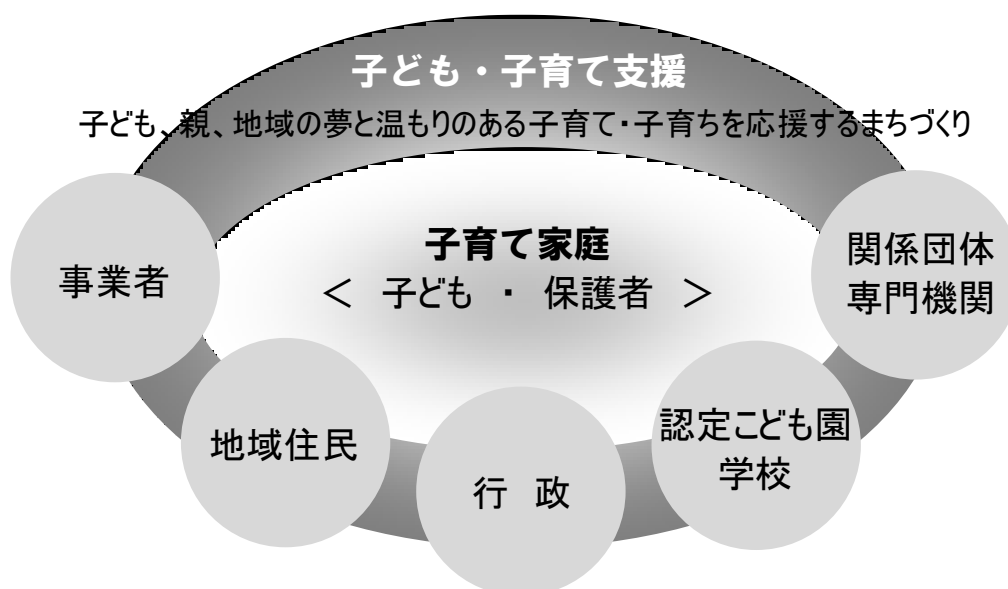 子ども・子育て支援
子ども、親、地域の夢と温もりのある子育て・子育ちを応援するまちづくり
子育て家庭
＜ 子ども ・ 保護者 ＞
事業者
関係団体
専門機関
地域住民
認定こども園
学校
行 政